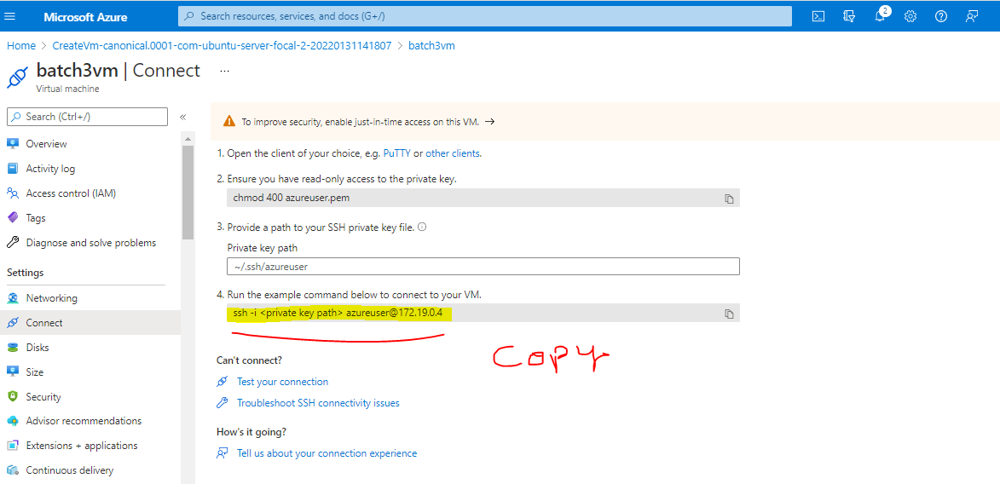 Microsoft Azure
Search resources, services, and docs (G+/)
2
Home > CreateVm-canonical.0001-com-ubuntu-server-focal-2-20220131141807 > batch3vm
batch3vm | Connect ...
Virtual machine
Search (Ctrl+/) «
Overview
Activity log
Access control (IAM)
Tags
Diagnose and solve problems
Settings
Networking
Connect
Disks
Size
Security
Advisor recommendations
Extensions + applications
Continuous delivery
To improve security, enable just-in-time access on this VM. →
1. Open the client of your choice, e.g. PuTTY or other clients.
2. Ensure you have read-only access to the private key.
chmod 400 azureuser.pem
3. Provide a path to your SSH private key file.
Private key path
~/.ssh/azureuser
4. Run the example command below to connect to your VM.
ssh -i <private key path> azureuser@172.19.0.4
copy
Can't connect?
Test your connection
Troubleshoot SSH connectivity issues
How's it going?
Tell us about your connection experience